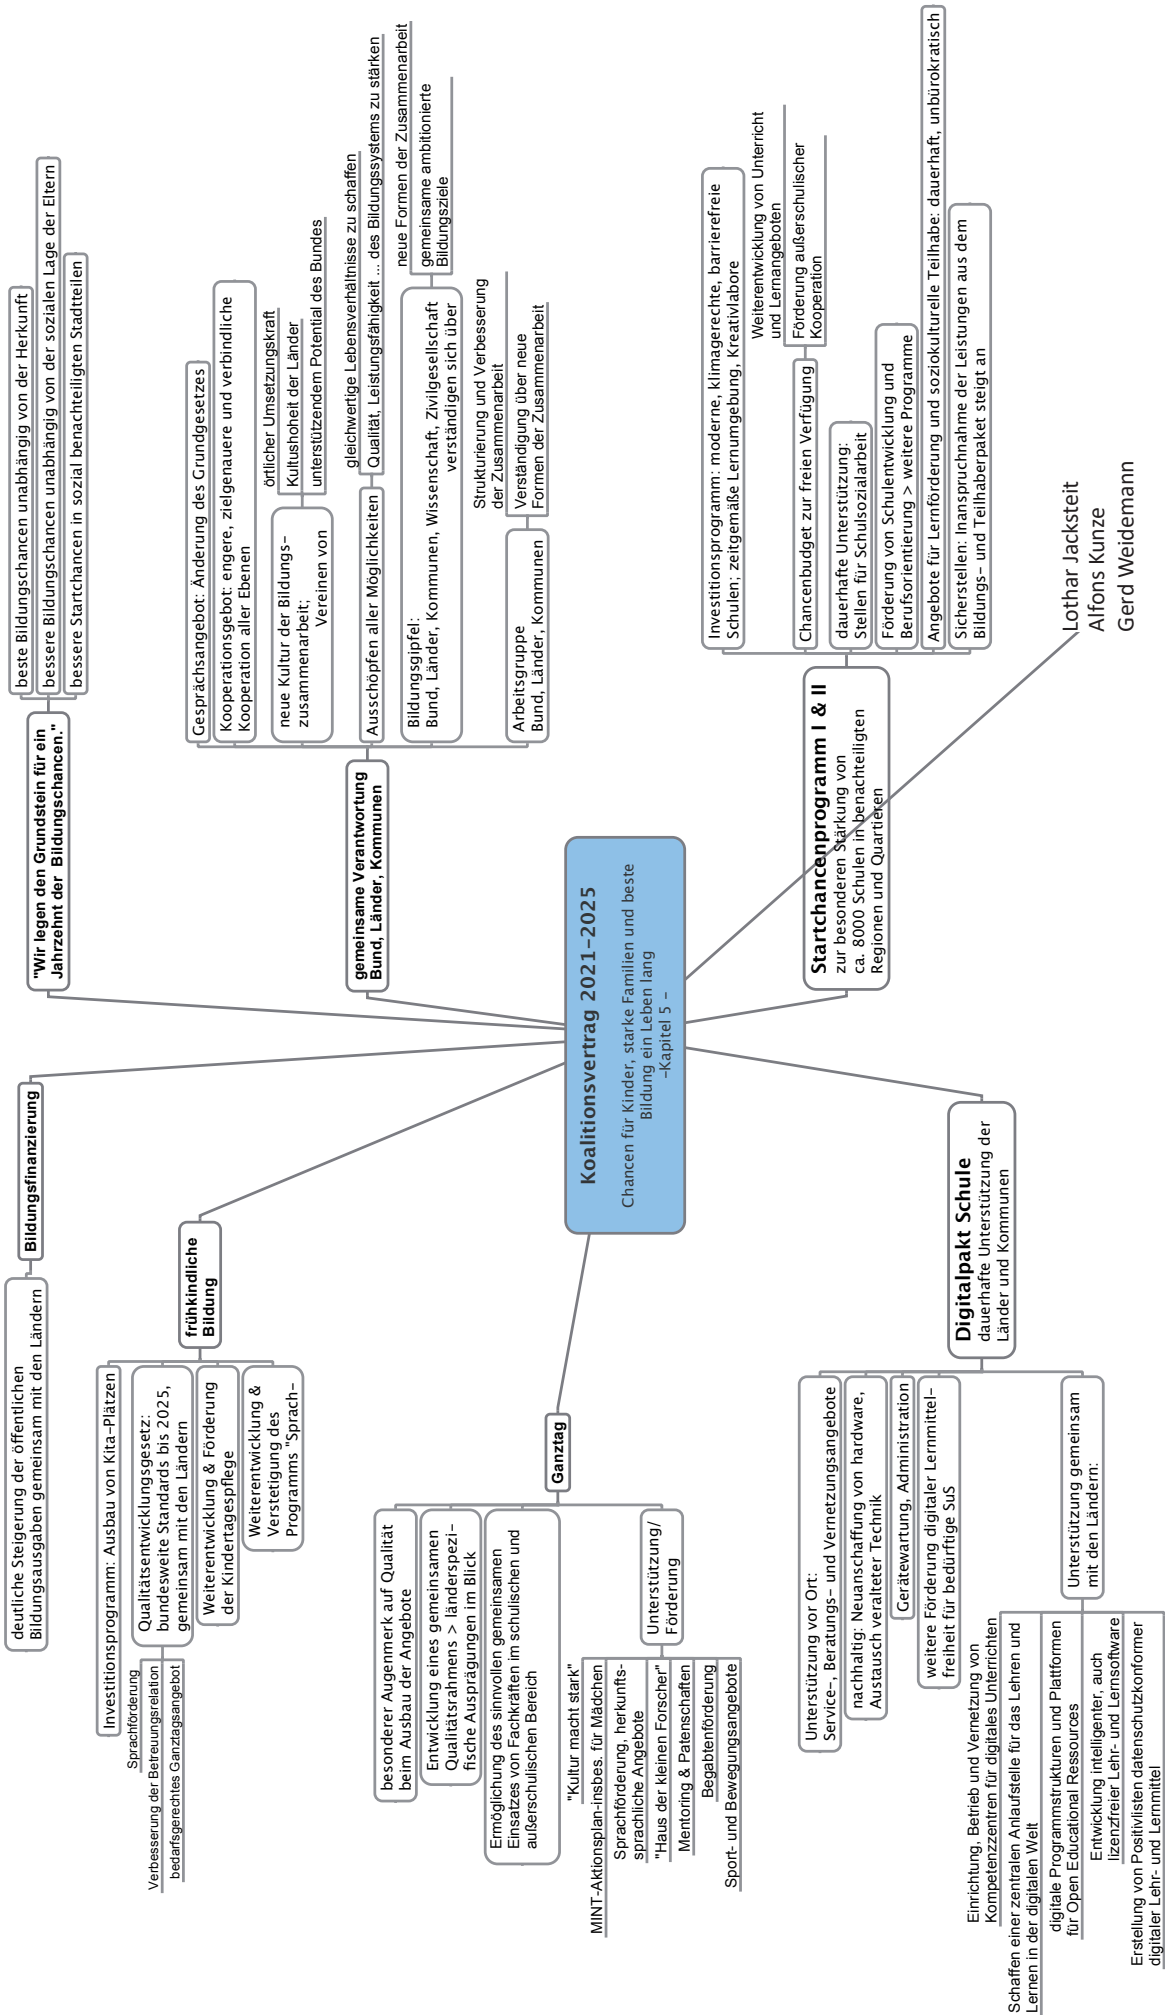 Koalitionsvertrag 2021-2025
Chancen für Kinder, starke Familien und beste
Bildung ein Leben lang
-Kapitel 5 -
"Wir legen den Grundstein für ein
Jahrzehnt der Bildungschancen."
beste Bildungschancen unabhängig von der Herkunft
bessere Bildungschancen unabhängig von der sozialen Lage der Eltern
bessere Startchancen in sozial benachteiligten Stadtteilen
gemeinsame Verantwortung
Bund, Länder, Kommunen
Gesprächsangebot: Änderung des Grundgesetzes
Kooperationsgebot: engere, zielgenauere und verbindliche
Kooperation aller Ebenen
neue Kultur der Bildungs-
zusammenarbeit;
Vereinen von
örtlicher Umsetzungskraft
Kultushoheit der Länder
unterstützendem Potential des Bundes
Ausschöpfen aller Möglichkeiten
gleichwertige Lebensverhältnisse zu schaffen
Qualität, Leistungsfähigkeit ... des Bildungssystems zu stärken
Bildungsgipfel:
Bund, Länder, Kommunen, Wissenschaft, Zivilgesellschaft
verständigen sich über
neue Formen der Zusammenarbeit
gemeinsame ambitionierte
Bildungsziele
Arbeitsgruppe
Bund, Länder, Kommunen
Strukturierung und Verbesserung
der Zusammenarbeit
Verständigung über neue
Formen der Zusammenarbeit
Startchancenprogramm I & II
zur besonderen Stärkung von
ca. 8000 Schulen in benachteiligten
Regionen und Quartieren
Investitionsprogramm: moderne, klimagerechte, barrierefreie
Schulen; zeitgemäße Lernumgebung, Kreativlabore
Chancenbudget zur freien Verfügung
Weiterentwicklung von Unterricht
und Lernangeboten
Förderung außerschulischer
Kooperation
dauerhafte Unterstützung:
Stellen für Schulsozialarbeit
Förderung von Schulentwicklung und
Berufsorientierung > weitere Programme
Angebote für Lernförderung und soziokulturelle Teilhabe: dauerhaft, unbürokratisch
Sicherstellen: Inanspruchnahme der Leistungen aus dem
Bildungs- und Teilhaberpaket steigt an
Lothar Jacksteit
Alfons Kunze
Gerd Weidemann
Bildungsfinanzierung
deutliche Steigerung der öffentlichen
Bildungsausgaben gemeinsam mit den Ländern
frühkindliche
Bildung
Investitionsprogramm: Ausbau von Kita-Plätzen
Qualitätsentwicklungsgesetz:
bundesweite Standards bis 2025,
gemeinsam mit den Ländern
Sprachförderung
Verbesserung der Betreuungsrelation
bedarfsgerechtes Ganztagsangebot
Weiterentwicklung & Förderung
der Kindertagespflege
Weiterentwicklung &
Verstetigung des
Programms "Sprach-
Ganztag
besonderer Augenmerk auf Qualität
beim Ausbau der Angebote
Entwicklung eines gemeinsamen
Qualitätsrahmens > länderspezi-
fische Ausprägungen im Blick
Ermöglichung des sinnvollen gemeinsamen
Einsatzes von Fachkräften im schulischen und
außerschulischen Bereich
Unterstützung/
Förderung
"Kultur macht stark"
MINT-Aktionsplan-insbes. für Mädchen
Sprachförderung, herkunfts-
sprachliche Angebote
"Haus der kleinen Forscher"
Mentoring & Patenschaften
Begabtenförderung
Sport- und Bewegungsangebote
Digitalpakt Schule
dauerhafte Unterstützung der
Länder und Kommunen
Unterstützung vor Ort:
Service-, Beratungs- und Vernetzungsangebote
nachhaltig: Neuanschaffung von hardware,
Austausch veralteter Technik
Gerätewartung, Administration
weitere Förderung digitaler Lernmittel-
freiheit für bedürftige SuS
Unterstützung gemeinsam
mit den Ländern:
Einrichtung, Betrieb und Vernetzung von
Kompetenzzentren für digitales Unterrichten
Schaffen einer zentralen Anlaufstelle für das Lehren und
Lernen in der digitalen Welt
digitale Programmstrukturen und Plattformen
für Open Educational Ressources
Entwicklung intelligenter, auch
lizenzfreier Lehr- und Lernsoftware
Erstellung von Positivlisten datenschutzkonformer
digitaler Lehr- und Lernmittel